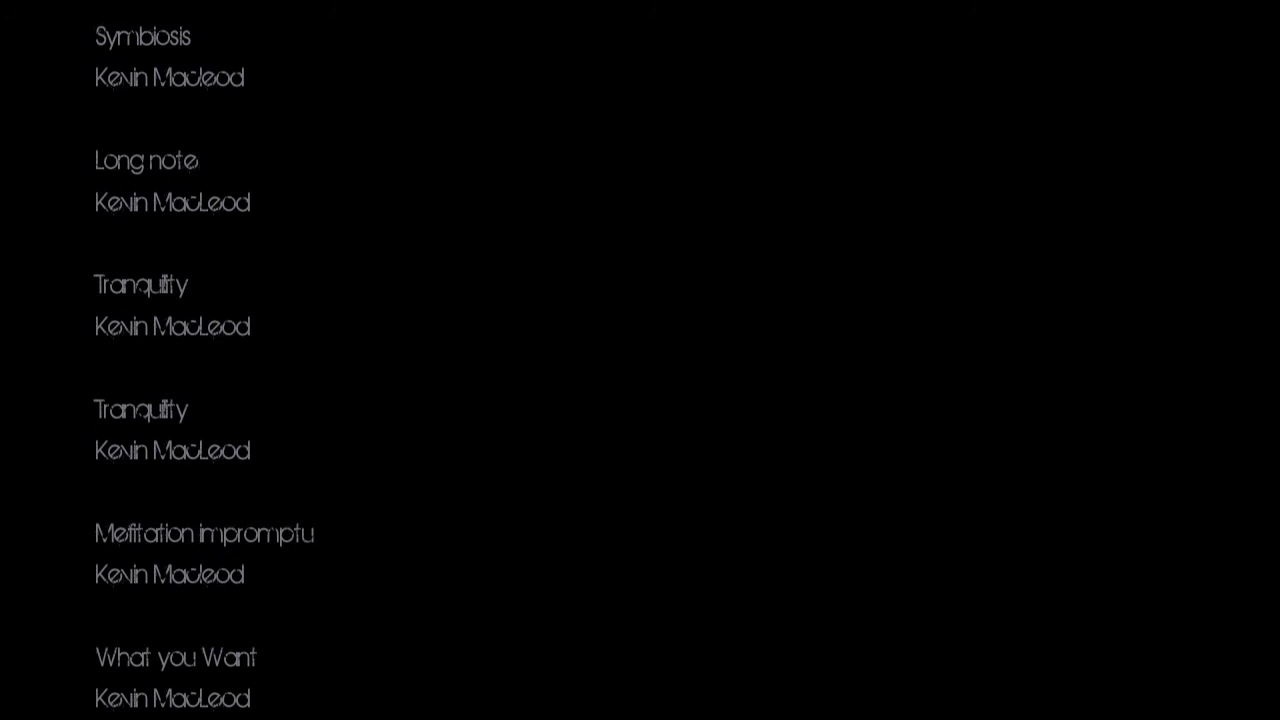 Symbiosis
Kevin Macleod
Long note
Kevin MacLeod
Tranquility
Kevin MacLeod
Tranquility
Kevin MacLeod
Mefitation impromptu
Kevin Macleod
What you Want
Kevin MacLeod